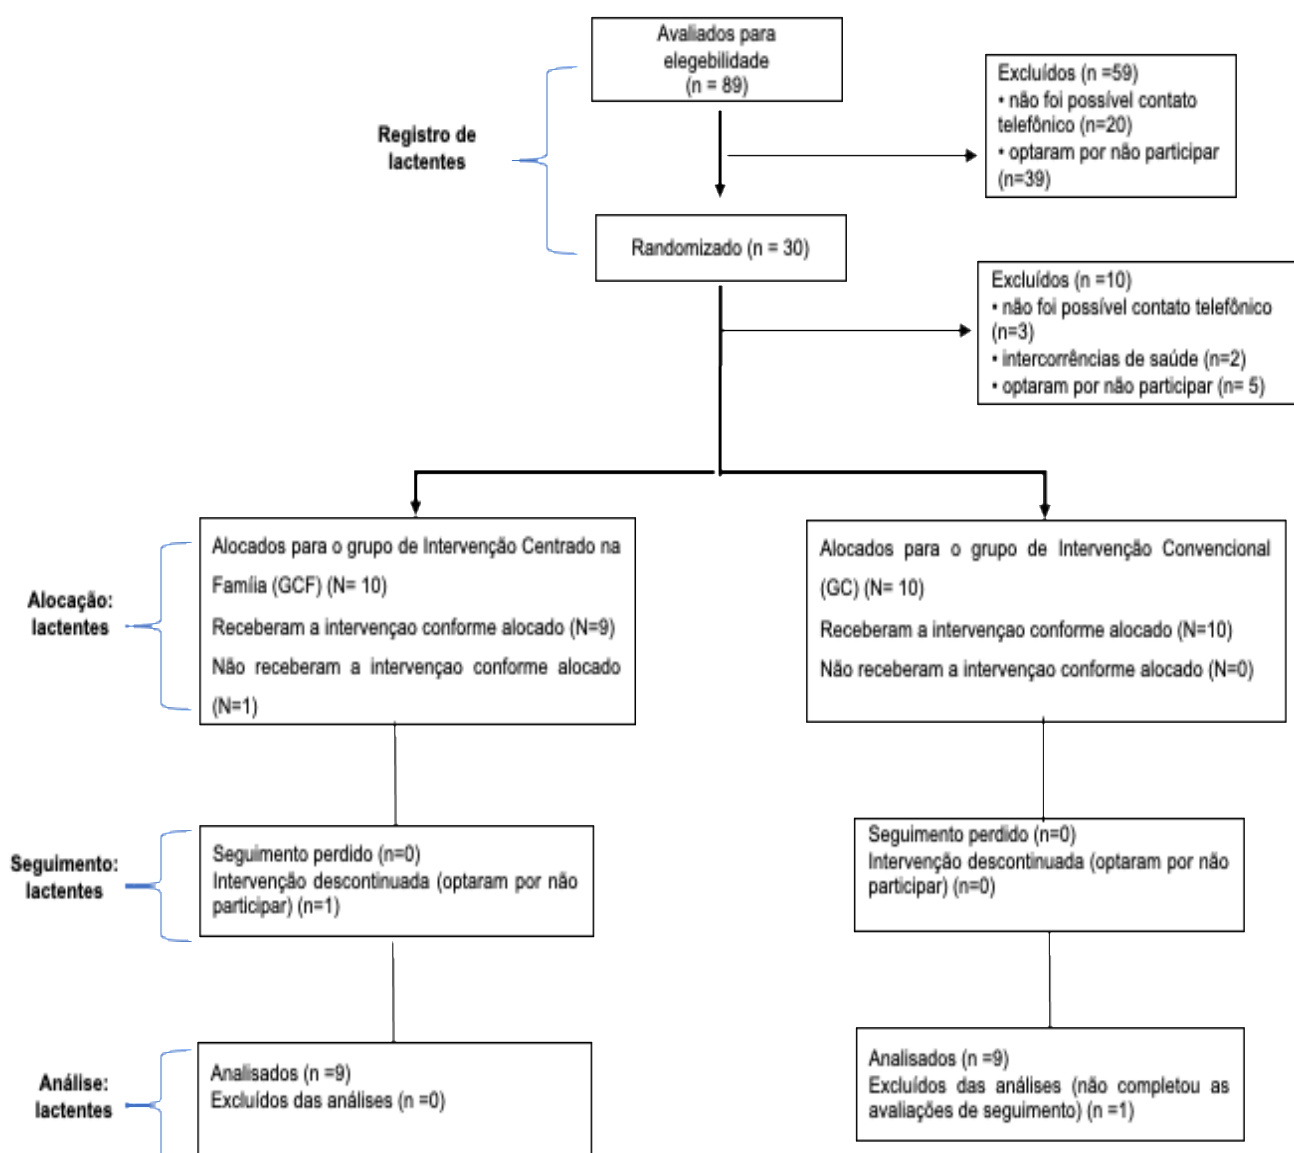 Avaliados para
elegebilidade
(n = 89)
Excluídos (n =59)
• não foi possível contato
telefônico (n=20)
• optaram por não participar
(n=39)
Registro de
lactentes
Randomizado (n = 30)
Excluídos (n =10)
• não foi possível contato telefônico
(n=3)
• intercorrências de saúde (n=2)
• optaram por não participar (n= 5)
Alocação:
lactentes
Alocados para o grupo de Intervenção Centrado na
Família (GCF) (N= 10)
Receberam a intervençao conforme alocado (N=9)
Não receberam a intervençao conforme alocado
(N=1)
Alocados para o grupo de Intervenção Convencional
(GC) (N= 10)
Receberam a intervençao conforme alocado (N=10)
Não receberam a intervençao conforme alocado (N=0)
Seguimento:
lactentes
Seguimento perdido (n=0)
Intervenção descontinuada (optaram por não
participar) (n=1)
Seguimento perdido (n=0)
Intervenção descontinuada (optaram por não
participar) (n=0)
Análise:
lactentes
Analisados (n =9)
Excluídos das análises (n =0)
Analisados (n =9)
Excluídos das análises (não completou as
avaliações de seguimento) (n =1)